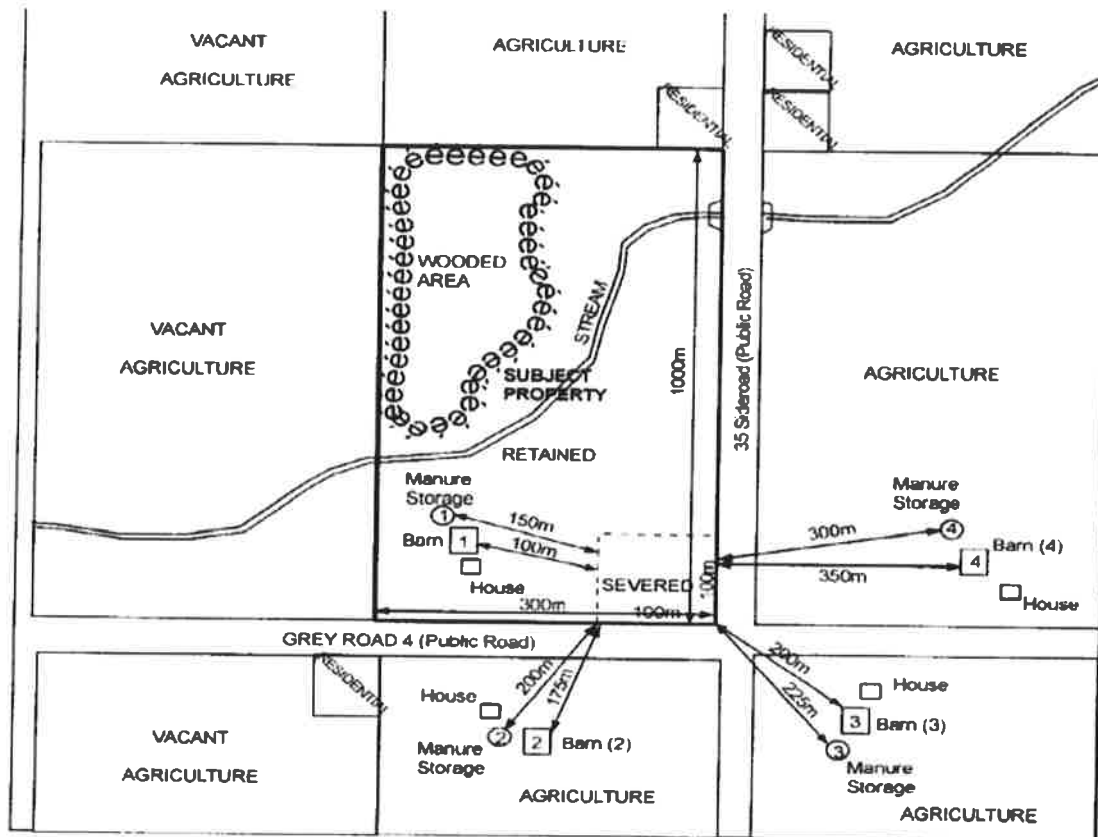 VACANT
AGRICULTURE
AGRICULTURE
RESIDENTIAL
AGRICULTURE
RESIDENTIAL
RESIDENTIAL
WOODED
AREA
STREAM
1000m
35 Sideroad (Public Road)
VACANT
AGRICULTURE
SUBJECT
PROPERTY
AGRICULTURE
RETAINED
Manure
Storage
1
150m
Barn
1
100m
House
SEVERED
100m
300m
100m
Manure
Storage
4
300m
Barn (4)
4
350m
House
GREY ROAD 4 (Public Road)
RESIDENTIAL
VACANT
AGRICULTURE
200m
175m
House
2
Manure
Storage
2
Barn (2)
AGRICULTURE
200m
225m
House
3
Barn (3)
3
Manure
Storage
AGRICULTURE